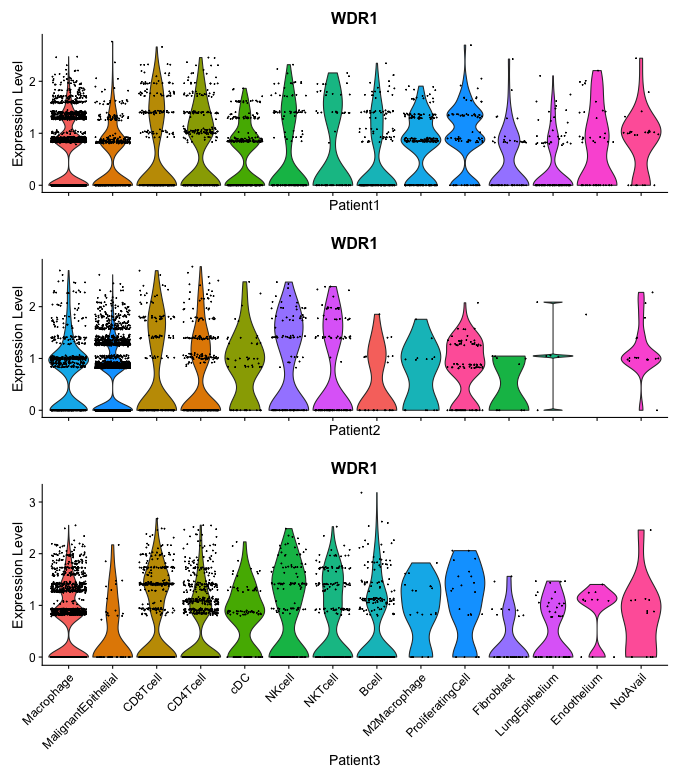 WDR1
Expression Level
2
1
0
Patient1
WDR1
Expression Level
2
1
0
Patient2
WDR1
Expression Level
3
2
1
0
Macrophage
MalignantEpithelial
CD8Tcell
CD4Tcell
cDC
NKcell
NKTcell
Bcell
M2Macrophage
ProliferatingCell
Fibroblast
LungEpithelium
Endothelium
NotAvail
Patient3